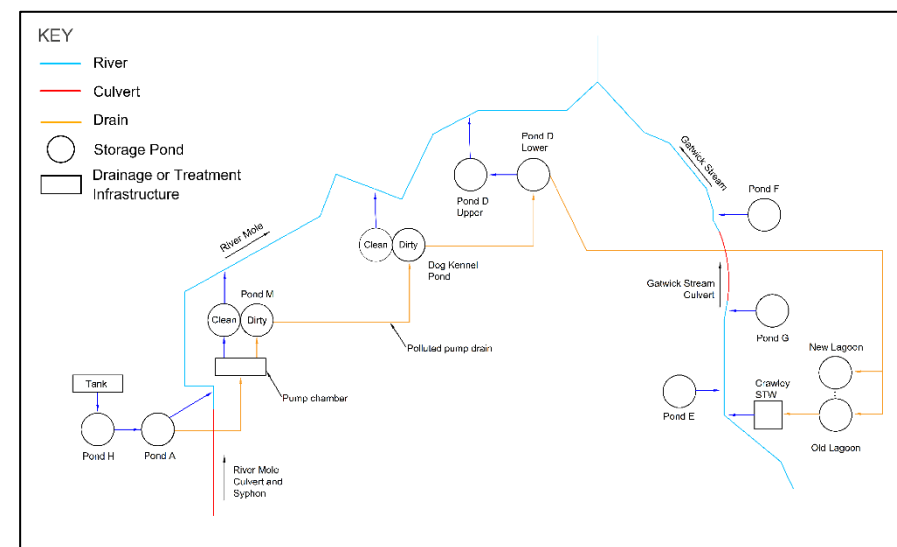 KEY
River
Culvert
Drain
Storage Pond
Drainage or Treatment
Infrastructure
Pond D
Lower
Pond D
Upper
Gatwick Stream
Pond F
River Mole
Clean
Dirty
Dog Kennel
Pond
Gatwick Stream
Culvert
Pond M
Clean
Dirty
Polluted pump drain
Pond G
New Lagoon
Tank
Pump chamber
Crawley
STW
Pond E
Old Lagoon
Pond H
Pond A
River Mole
Culvert and
Syphon